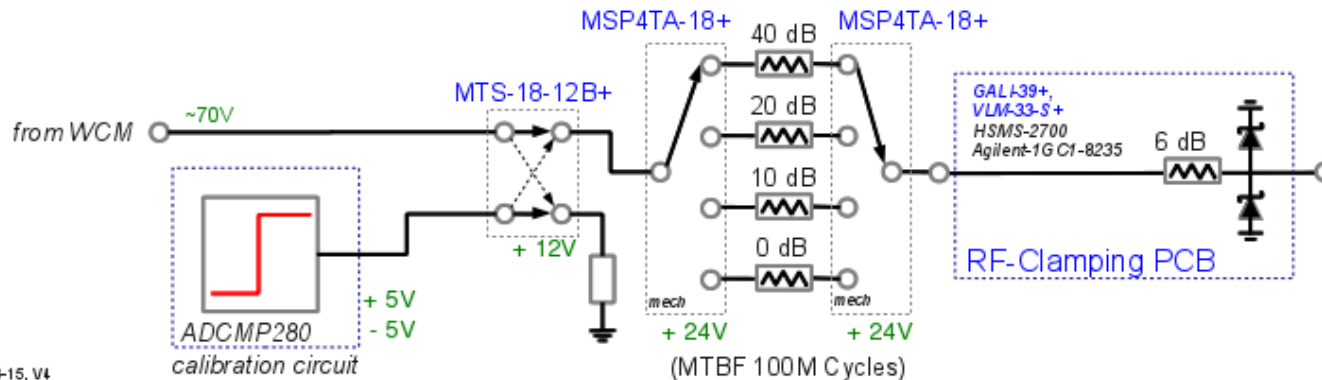 MSP4TA-18+
MSP4TA-18+
40 dB
MTS-18-12B+
from WCM
~70V
20 dB
GALI-39+,
VLM-33-S+
HSMS-2700
Agilent-1GC1-8235
6 dB
10 dB
+ 12V
0 dB
RF-Clamping PCB
mech
mech
+ 5V
- 5V
ADCMP280
calibration circuit
+ 24V
+ 24V
(MTBF 100M Cycles)
-15, V4